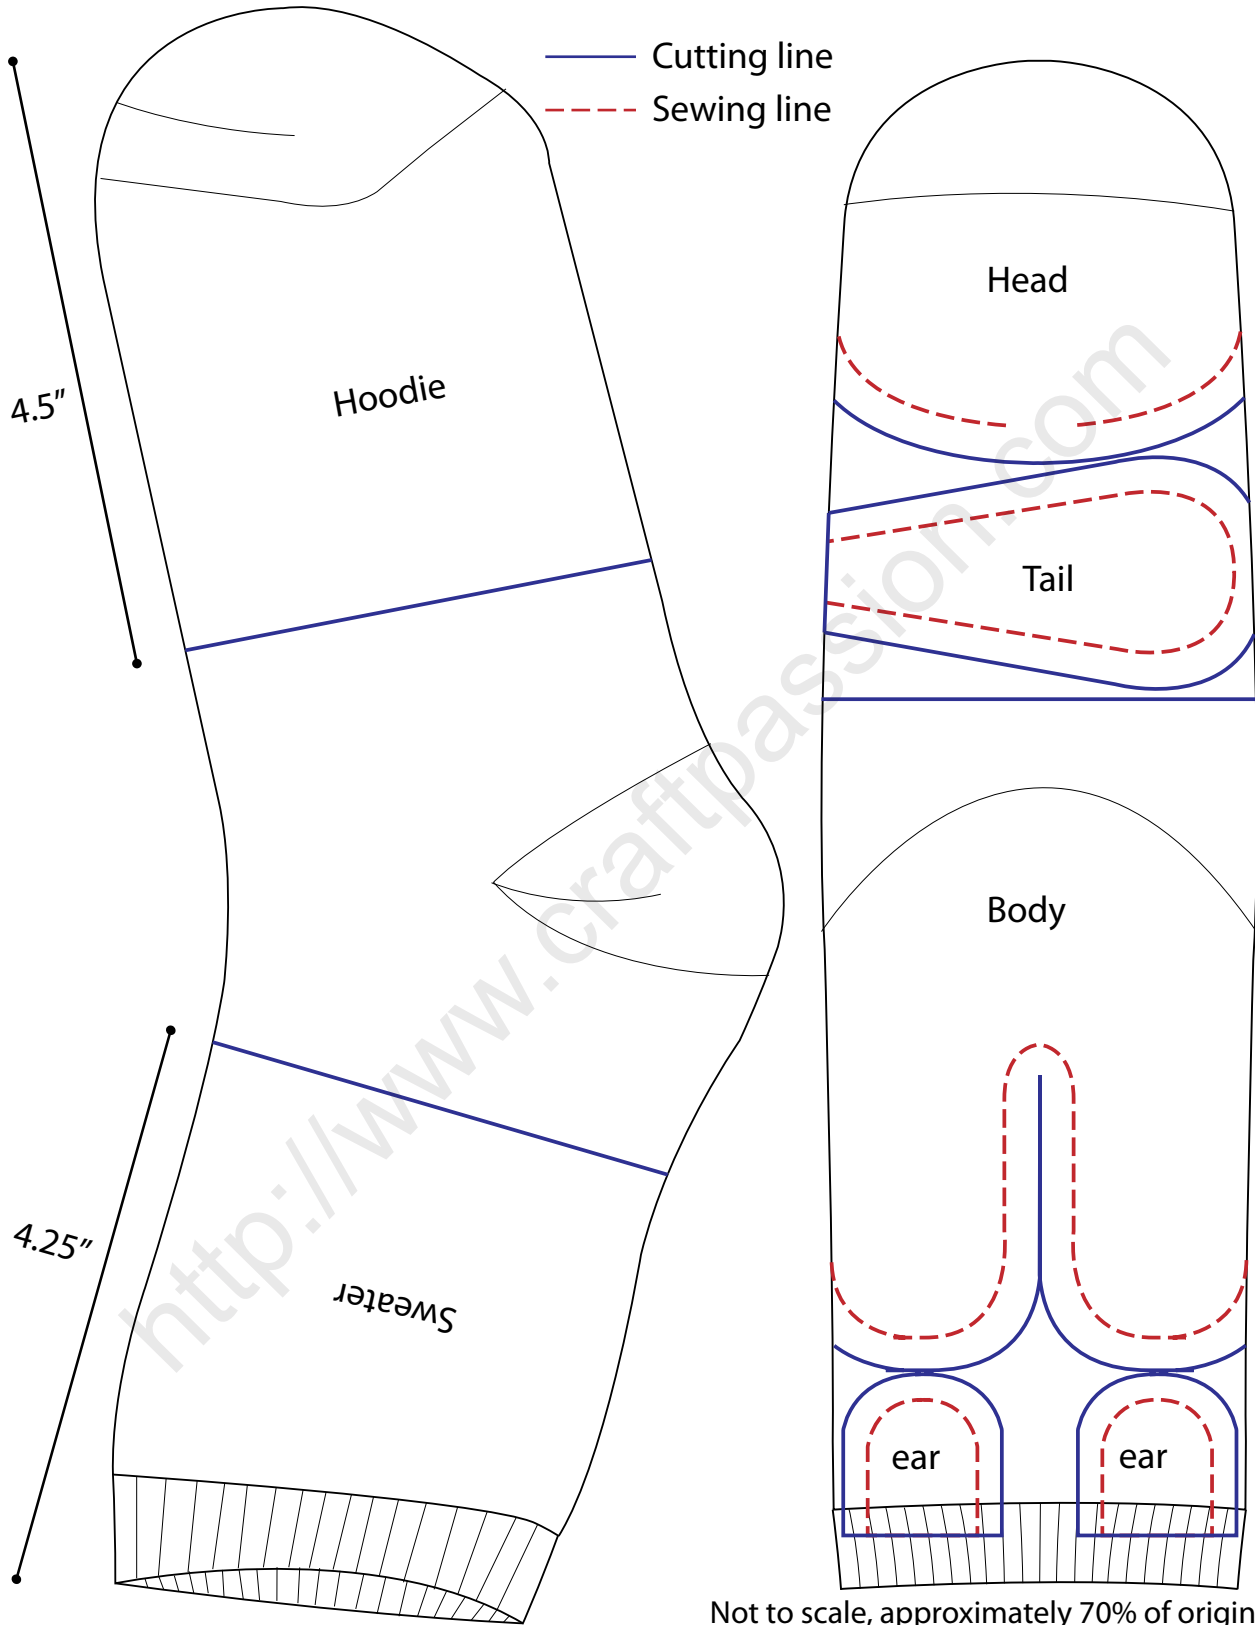 Cutting line
Sewing line
4.5"
Hoodie
4.25"
Sweater
Head
Tail
Body
ear
ear
http://www.craftpassion.com
Not to scale, approximately 70% of origin